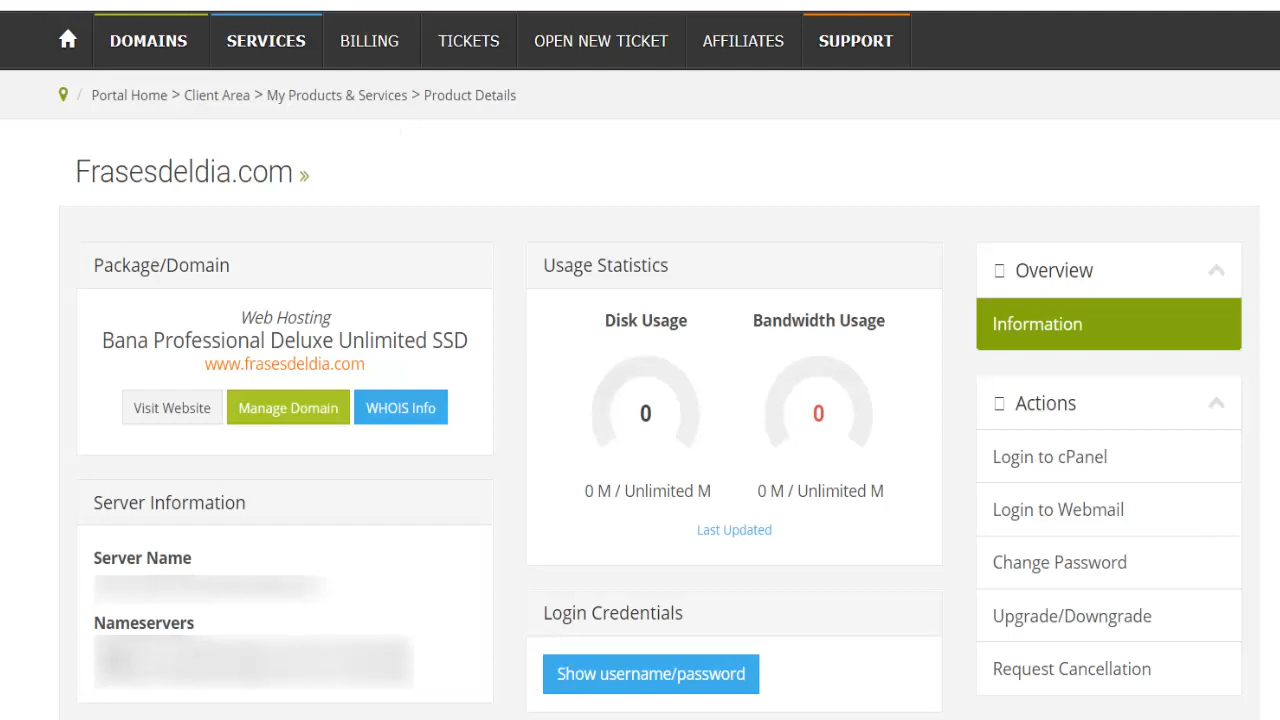 DOMAINS SERVICES BILLING TICKETS OPEN NEW TICKET AFFILIATES SUPPORT
/ Portal Home > Client Area > My Products & Services > Product Details
Frasesdeldia.com »
Package/Domain
Web Hosting
Bana Professional Deluxe Unlimited SSD
www.frasesdeldia.com
Visit Website Manage Domain WHOIS Info
Server Information
Server Name
Nameservers
Usage Statistics
Disk Usage Bandwidth Usage
0 0
0 M / Unlimited M 0 M / Unlimited M
Last Updated
Login Credentials
Show username/password
Overview
Information
Actions
Login to cPanel
Login to Webmail
Change Password
Upgrade/Downgrade
Request Cancellation